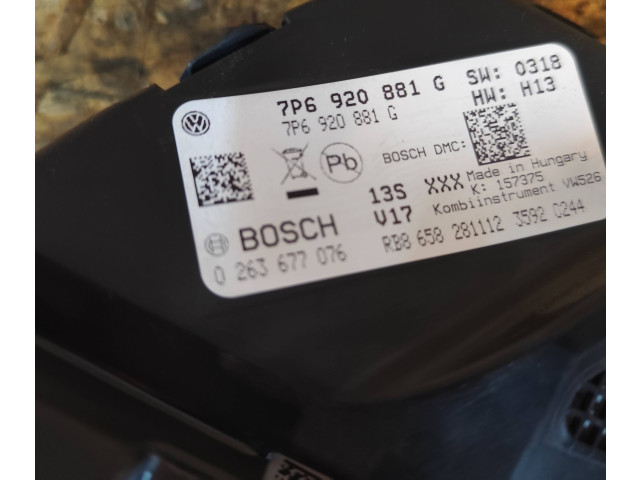 7P6 920 881 G SW: 0318
7P6 920 881 G HW: H13
BOSCH DMC:
Pb
13S XXX Made in Hungary
V17 K: 157375
Kombiinstrument VW526
BOSCH
0 263 677 076 RB8 658 281112 3592 0244